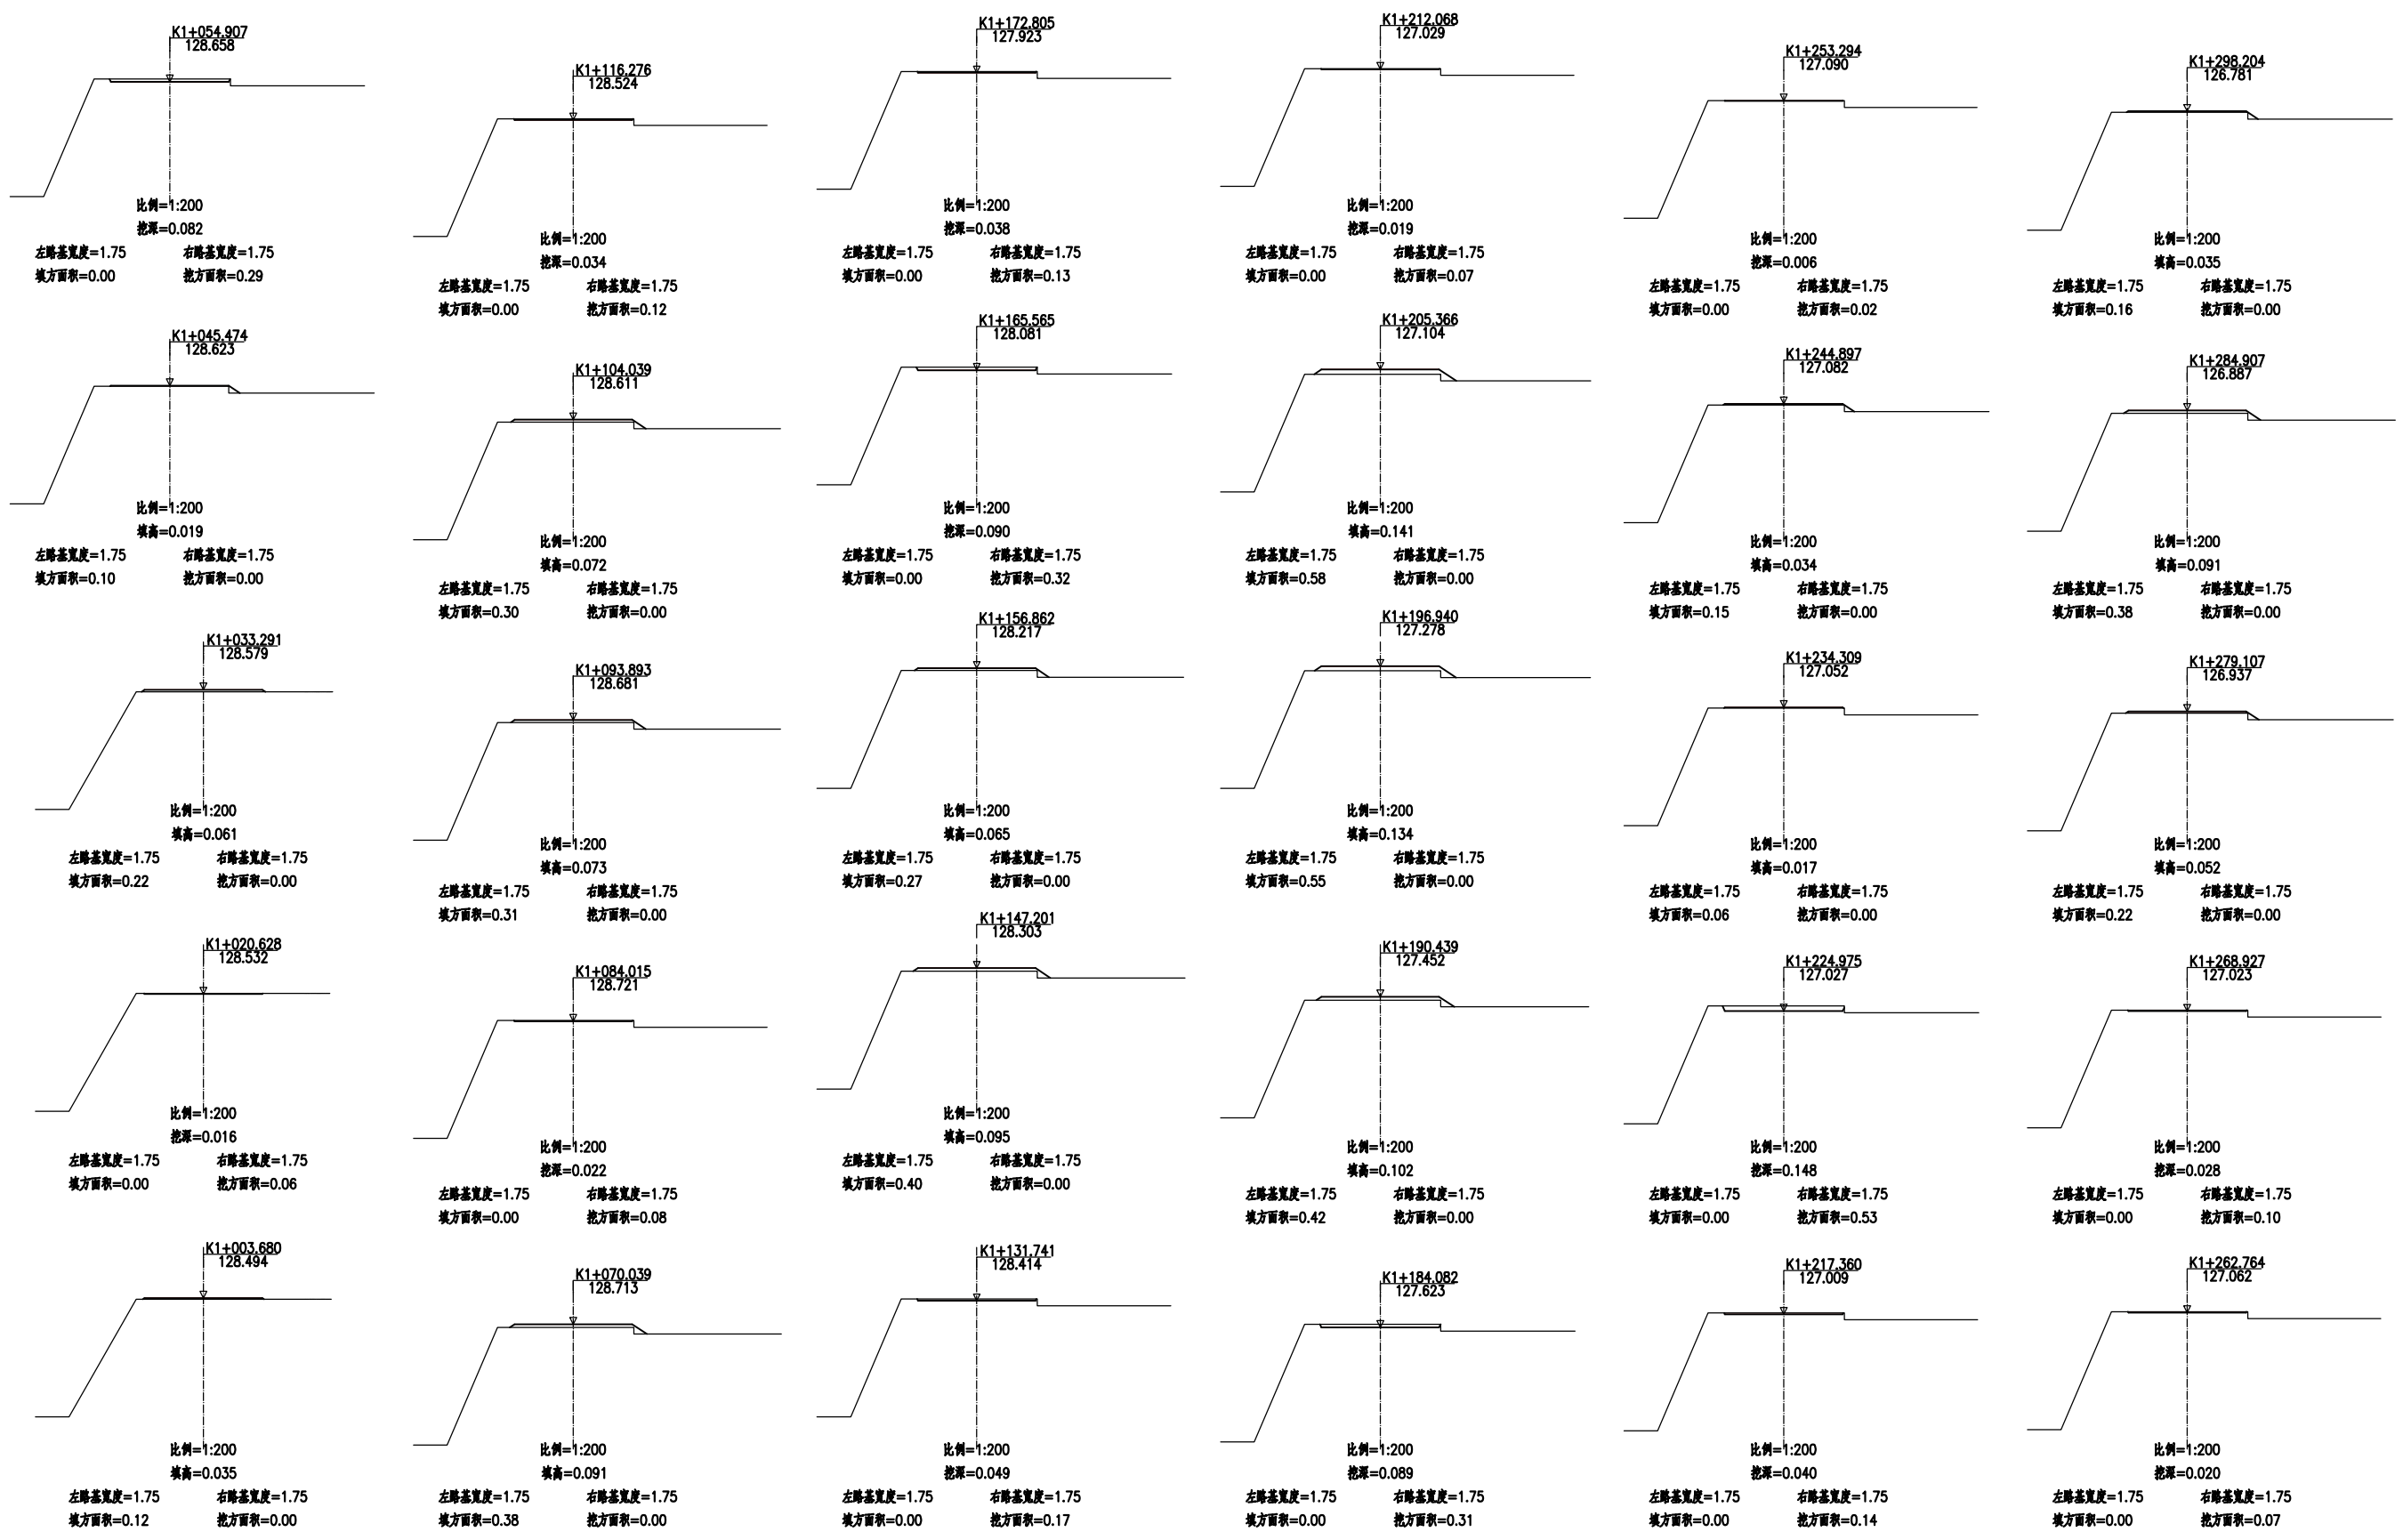 K1+054.907
128.658
比例=1:200
挖深=0.082
左路基宽度=1.75 右路基宽度=1.75
填方面积=0.00 挖方面积=0.29
K1+045.474
128.623
比例=1:200
填高=0.019
左路基宽度=1.75 右路基宽度=1.75
填方面积=0.10 挖方面积=0.00
K1+033.291
128.579
比例=1:200
填高=0.061
左路基宽度=1.75 右路基宽度=1.75
填方面积=0.22 挖方面积=0.00
K1+020.628
128.532
比例=1:200
挖深=0.016
左路基宽度=1.75 右路基宽度=1.75
填方面积=0.00 挖方面积=0.06
K1+003.680
128.494
比例=1:200
填高=0.035
左路基宽度=1.75 右路基宽度=1.75
填方面积=0.12 挖方面积=0.00
K1+116.276
128.524
比例=1:200
挖深=0.034
左路基宽度=1.75 右路基宽度=1.75
填方面积=0.00 挖方面积=0.12
K1+104.039
128.611
比例=1:200
填高=0.072
左路基宽度=1.75 右路基宽度=1.75
填方面积=0.30 挖方面积=0.00
K1+093.893
128.681
比例=1:200
填高=0.073
左路基宽度=1.75 右路基宽度=1.75
填方面积=0.31 挖方面积=0.00
K1+084.015
128.721
比例=1:200
挖深=0.022
左路基宽度=1.75 右路基宽度=1.75
填方面积=0.00 挖方面积=0.08
K1+070.039
128.713
比例=1:200
填高=0.091
左路基宽度=1.75 右路基宽度=1.75
填方面积=0.38 挖方面积=0.00
K1+172.805
127.923
比例=1:200
挖深=0.038
左路基宽度=1.75 右路基宽度=1.75
填方面积=0.00 挖方面积=0.13
K1+165.565
128.081
比例=1:200
挖深=0.090
左路基宽度=1.75 右路基宽度=1.75
填方面积=0.00 挖方面积=0.32
K1+156.862
128.217
比例=1:200
填高=0.065
左路基宽度=1.75 右路基宽度=1.75
填方面积=0.27 挖方面积=0.00
K1+147.201
128.303
比例=1:200
填高=0.095
左路基宽度=1.75 右路基宽度=1.75
填方面积=0.40 挖方面积=0.00
K1+131.741
128.414
比例=1:200
挖深=0.049
左路基宽度=1.75 右路基宽度=1.75
填方面积=0.00 挖方面积=0.17
K1+212.068
127.029
比例=1:200
挖深=0.019
左路基宽度=1.75 右路基宽度=1.75
填方面积=0.00 挖方面积=0.07
K1+205.366
127.104
比例=1:200
填高=0.141
左路基宽度=1.75 右路基宽度=1.75
填方面积=0.58 挖方面积=0.00
K1+196.940
127.278
比例=1:200
填高=0.134
左路基宽度=1.75 右路基宽度=1.75
填方面积=0.55 挖方面积=0.00
K1+190.439
127.452
比例=1:200
填高=0.102
左路基宽度=1.75 右路基宽度=1.75
填方面积=0.42 挖方面积=0.00
K1+184.082
127.623
比例=1:200
挖深=0.089
左路基宽度=1.75 右路基宽度=1.75
填方面积=0.00 挖方面积=0.31
K1+253.294
127.090
比例=1:200
挖深=0.006
左路基宽度=1.75 右路基宽度=1.75
填方面积=0.00 挖方面积=0.02
K1+244.897
127.082
比例=1:200
填高=0.034
左路基宽度=1.75 右路基宽度=1.75
填方面积=0.15 挖方面积=0.00
K1+234.309
127.052
比例=1:200
填高=0.017
左路基宽度=1.75 右路基宽度=1.75
填方面积=0.06 挖方面积=0.00
K1+224.975
127.027
比例=1:200
挖深=0.148
左路基宽度=1.75 右路基宽度=1.75
填方面积=0.00 挖方面积=0.53
K1+217.360
127.009
比例=1:200
挖深=0.040
左路基宽度=1.75 右路基宽度=1.75
填方面积=0.00 挖方面积=0.14
K1+298.204
126.781
比例=1:200
填高=0.035
左路基宽度=1.75 右路基宽度=1.75
填方面积=0.16 挖方面积=0.00
K1+284.907
126.887
比例=1:200
填高=0.091
左路基宽度=1.75 右路基宽度=1.75
填方面积=0.38 挖方面积=0.00
K1+279.107
126.937
比例=1:200
填高=0.052
左路基宽度=1.75 右路基宽度=1.75
填方面积=0.22 挖方面积=0.00
K1+268.927
127.023
比例=1:200
挖深=0.028
左路基宽度=1.75 右路基宽度=1.75
填方面积=0.00 挖方面积=0.10
K1+262.764
127.062
比例=1:200
挖深=0.020
左路基宽度=1.75 右路基宽度=1.75
填方面积=0.00 挖方面积=0.07